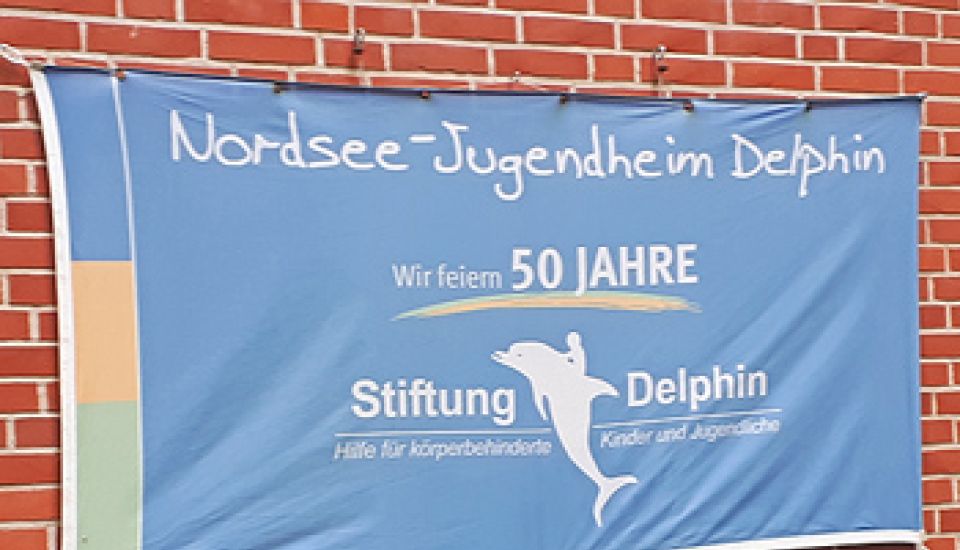 Nordsee-Jugendheim Delphin
Wir feiern 50 JAHRE
Stiftung Delphin
Hilfe für körperbehinderte Kinder und Jugendliche